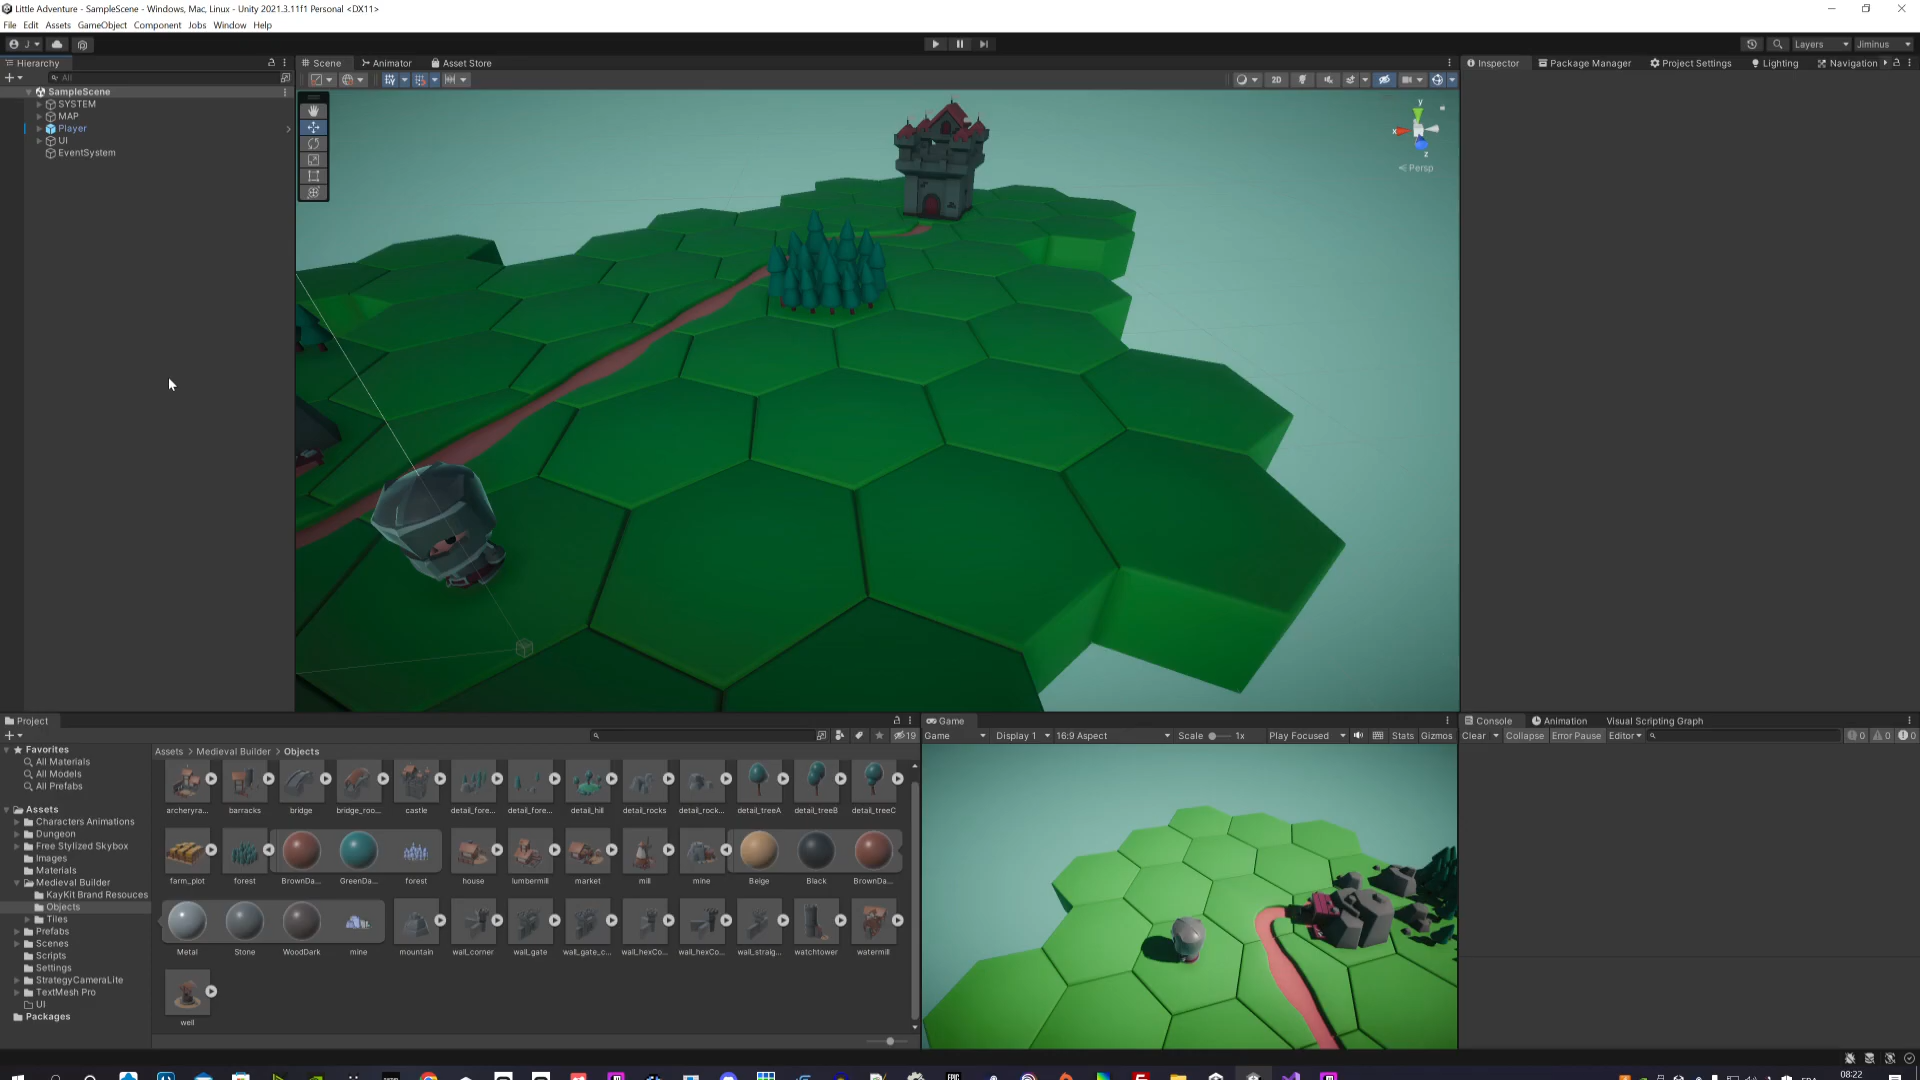 Little Adventure - SampleScene - Windows, Mac, Linux - Unity 2021.3.11f1 Personal <DX11>
File Edit Assets GameObject Component Jobs Window Help
J
Layers
Jiminus
Hierarchy
Scene
Animator
Asset Store
Inspector
Package Manager
Project Settings
Lighting
Navigation
All
2D
SampleScene
SYSTEM
MAP
Player
UI
EventSystem
y
x
z
Persp
Project
Game
Console
Animation
Visual Scripting Graph
19
Game
Display 1
16:9 Aspect
Scale
1x
Play Focused
Stats
Gizmos
Clear
Collapse
Error Pause
Editor
0
0
0
Favorites
All Materials
All Models
All Prefabs
Assets
Characters Animations
Dungeon
Free Stylized Skybox
Images
Materials
Medieval Builder
KayKit Brand Resouces
Objects
Tiles
Prefabs
Scenes
Scripts
Settings
StrategyCameraLite
TextMesh Pro
UI
Packages
Assets > Medieval Builder > Objects
archeryra...
barracks
bridge
bridge_roo...
castle
detail_fore...
detail_fore...
detail_hill
detail_rocks
detail_rock...
detail_treeA
detail_treeB
detail_treeC
farm_plot
forest
BrownDa...
GreenDa...
forest
house
lumbermill
market
mill
mine
Beige
Black
BrownDa...
Metal
Stone
WoodDark
mine
mountain
wall_corner
wall_gate
wall_gate_c...
wall_hexCo...
wall_hexCo...
wall_straig...
watchtower
watermill
well
08:22